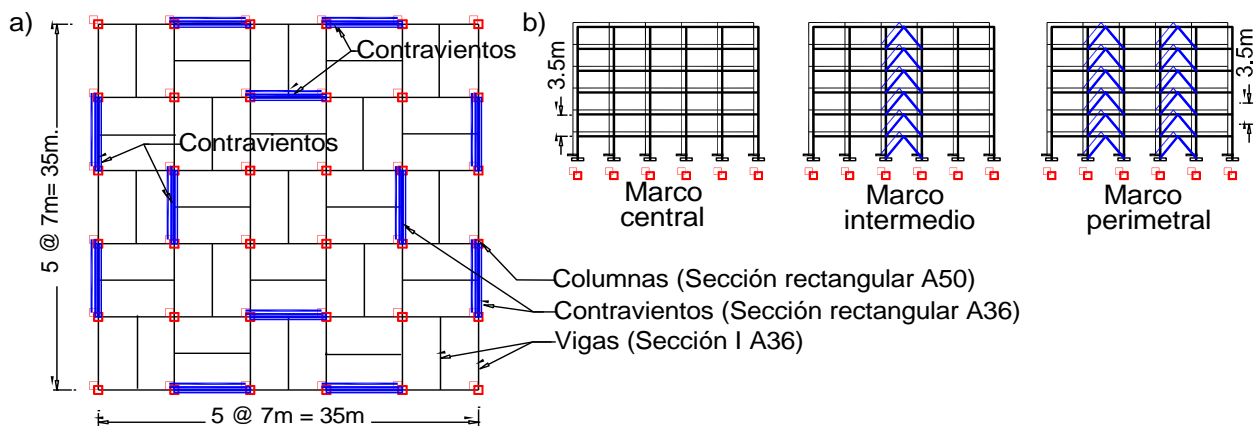 a)
Contravientos
Contravientos
5 @ 7m= 35m.
5 @ 7m = 35m
Columnas (Sección rectangular A50)
Contravientos (Sección rectangular A36)
Vigas (Sección I A36)
b)
3.5m
3.5m
Marco
central
Marco
intermedio
Marco
perimetral